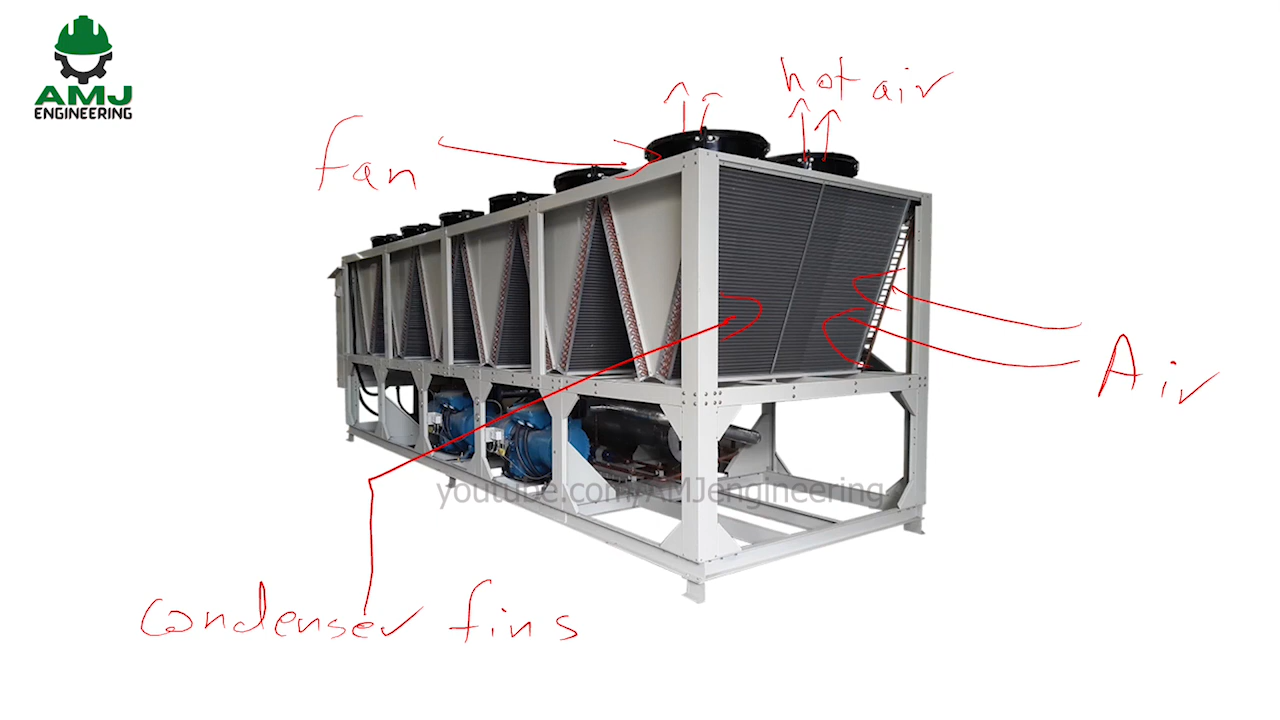 AMJ
ENGINEERING
hot air
fan
Air
youtube.com/AMJengineering
condenser fins